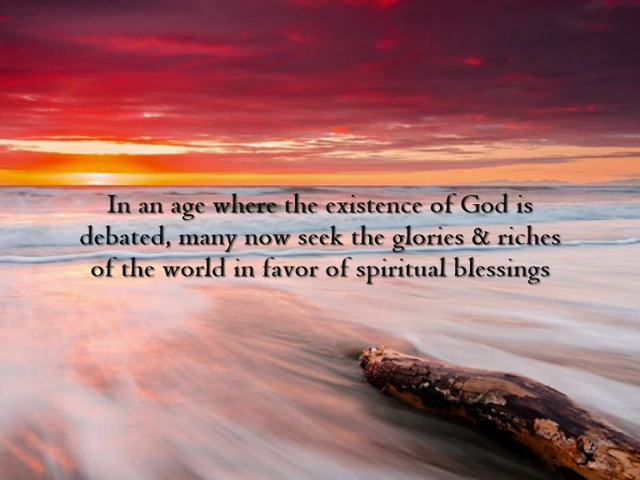 In an age where the existence of God is
debated, many now seek the glories & riches
of the world in favor of spiritual blessings